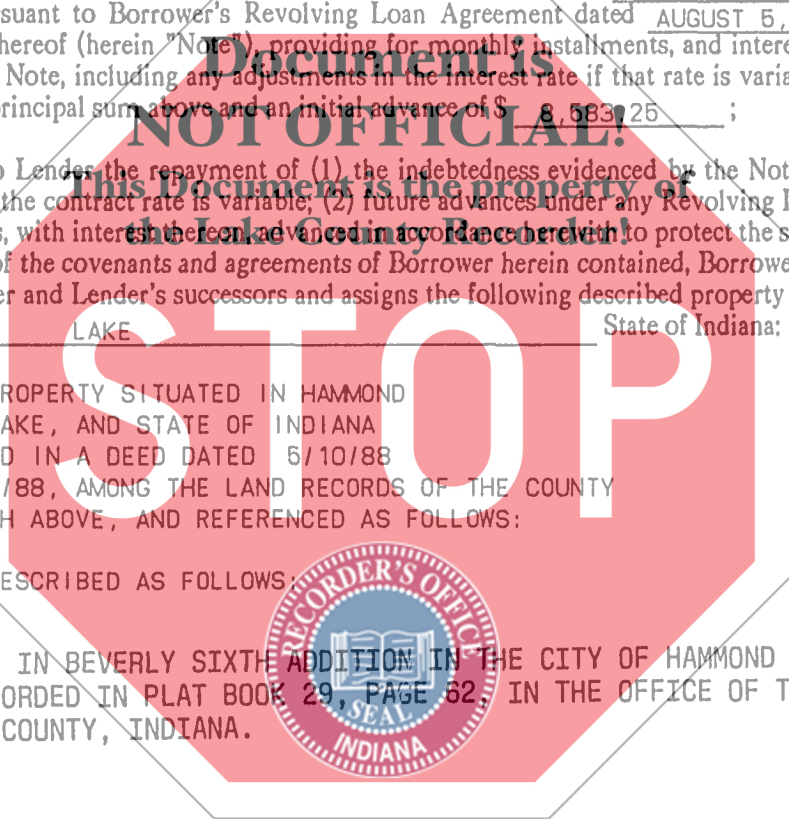 suant to Borrower's Revolving Loan Agreement dated AUGUST 5,
hereof (herein "Note"), providing for monthly installments, and intere
Note, including any adjustments in the interest rate if that rate is varia
rincipal sum above and an initial advance of $ 8,583.25 ;
Document is
NOT OFFICIAL!
This Document is the property of
the Lake County Recorder!
o Lender the repayment of (1) the indebtedness evidenced by the Not
the contract rate is variable; (2) future advances under any Revolving
s, with interest thereon, advanced in accordance herewith to protect the s
f the covenants and agreements of Borrower herein contained, Borrowe
er and Lender's successors and assigns the following described property
LAKE State of Indiana:
STOP
ROPERTY SITUATED IN HAMMOND
AKE, AND STATE OF INDIANA
D IN A DEED DATED 5/10/88
/88, AMONG THE LAND RECORDS OF THE COUNTY
H ABOVE, AND REFERENCED AS FOLLOWS:
ESCRIBED AS FOLLOWS:
RECORDER'S OFFICE
SEAL
INDIANA
IN BEVERLY SIXTH ADDITION IN THE CITY OF HAMMOND
ORDED IN PLAT BOOK 29, PAGE 62, IN THE OFFICE OF T
COUNTY, INDIANA.